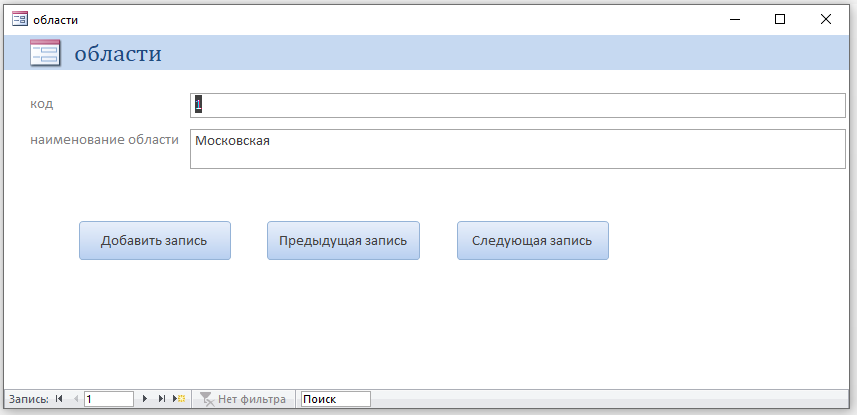 области
области
код 1
наименование области Московская
Добавить запись Предыдущая запись Следующая запись
Запись: 1 Нет фильтра Поиск